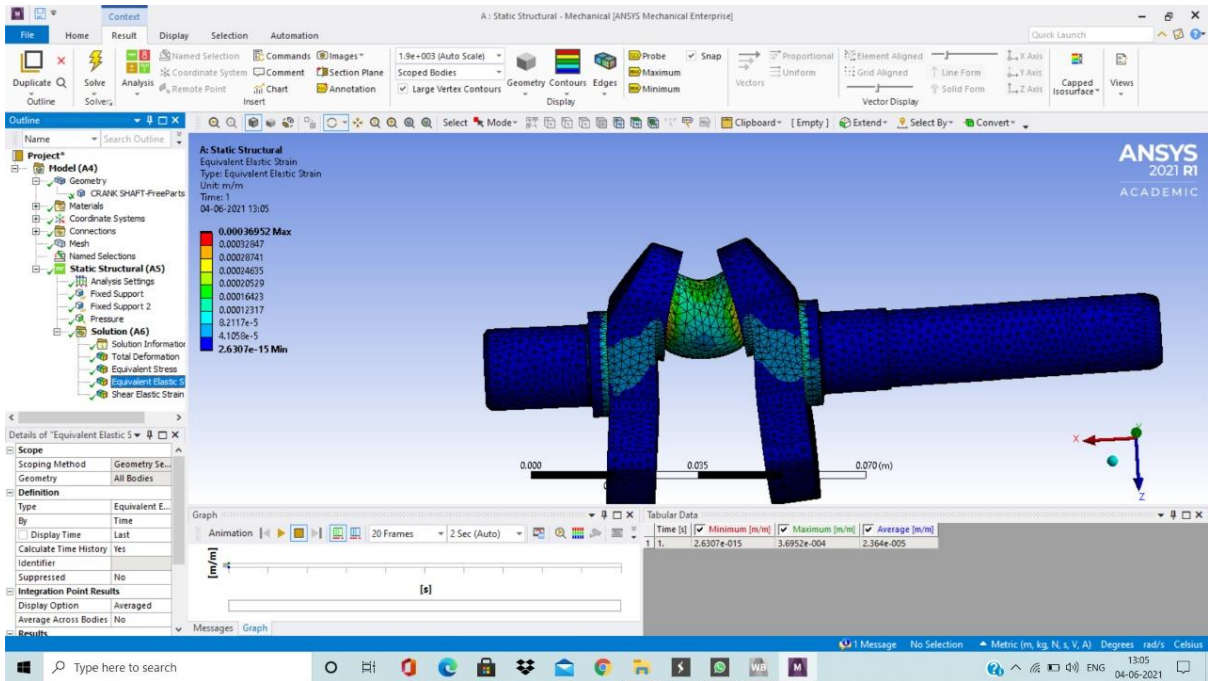 Context
A : Static Structural - Mechanical [ANSYS Mechanical Enterprise]
File Home Result Display Selection Automation
Quick Launch
Duplicate Q
Outline
Solve
Solver
Analysis
Named Selection
Coordinate System
Remote Point
Commands
Comment
Chart
Images
Section Plane
Annotation
Insert
1.9e+003 (Auto Scale)
Scoped Bodies
Large Vertex Contours
Geometry Contours Edges
Display
Probe
Maximum
Minimum
Snap
Vectors
Proportional
Uniform
Element Aligned
Grid Aligned
Line Form
Solid Form
X Axis
Y Axis
Z Axis
Vector Display
Capped Isosurface
Views
Outline
Name Search Outline
Select Mode Clipboard [Empty] Extend Select By Convert
Project*
Model (A4)
Geometry
CRANK SHAFT-FreeParts
Materials
Coordinate Systems
Connections
Mesh
Named Selections
Static Structural (A5)
Analysis Settings
Fixed Support
Fixed Support 2
Pressure
Solution (A6)
Solution Informatior
Total Deformation
Equivalent Stress
Equivalent Elastic S
Shear Elastic Strain
A: Static Structural
Equivalent Elastic Strain
Type: Equivalent Elastic Strain
Unit: m/m
Time: 1
04-06-2021 13:05
0.00036952 Max
0.00032847
0.00028741
0.00024635
0.00020529
0.00016423
0.00012317
8.2117e-5
4.1058e-5
2.6307e-15 Min
ANSYS
2021 R1
ACADEMIC
X
Y
Z
0.000 0.035 0.070 (m)
Details of "Equivalent Elastic S
Scope
Scoping Method Geometry Se...
Geometry All Bodies
Definition
Type Equivalent E...
By Time
Display Time Last
Calculate Time History Yes
Identifier
Suppressed No
Integration Point Results
Display Option Averaged
Average Across Bodies No
Results
Graph
Animation 20 Frames 2 Sec (Auto)
[m/m]
[s]
Messages Graph
Tabular Data
Time [s] Minimum [m/m] Maximum [m/m] Average [m/m]
1 1. 2.6307e-015 3.6952e-004 2.364e-005
1 Message No Selection Metric (m, kg, N, s, V, A) Degrees rad/s Celsius
Type here to search
WB
M
ENG
13:05
04-06-2021